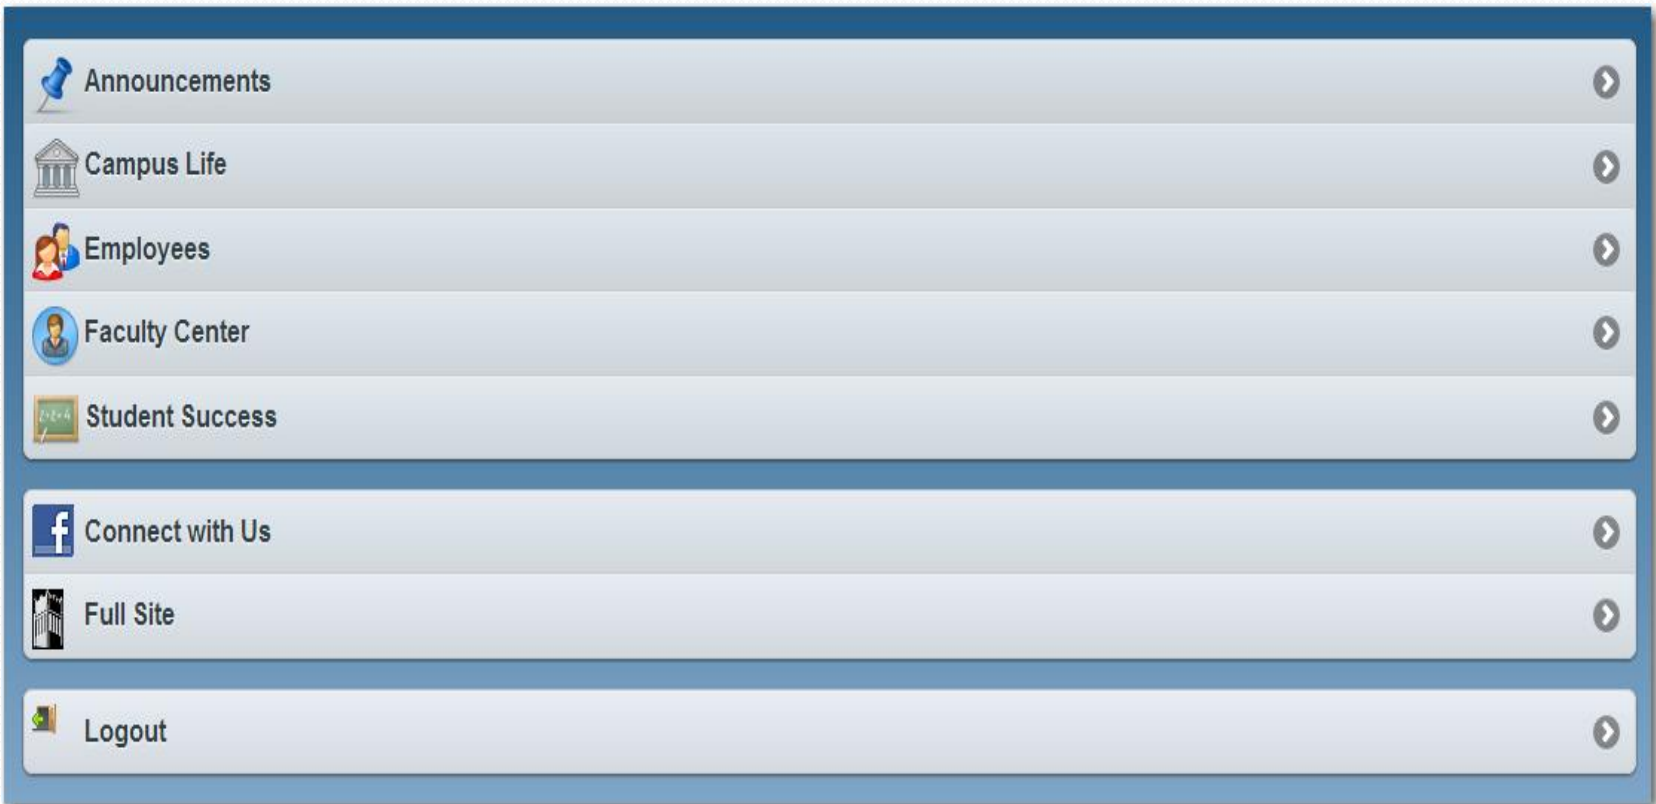 Announcements
Campus Life
Employees
Faculty Center
Student Success
Connect with Us
Full Site
Logout